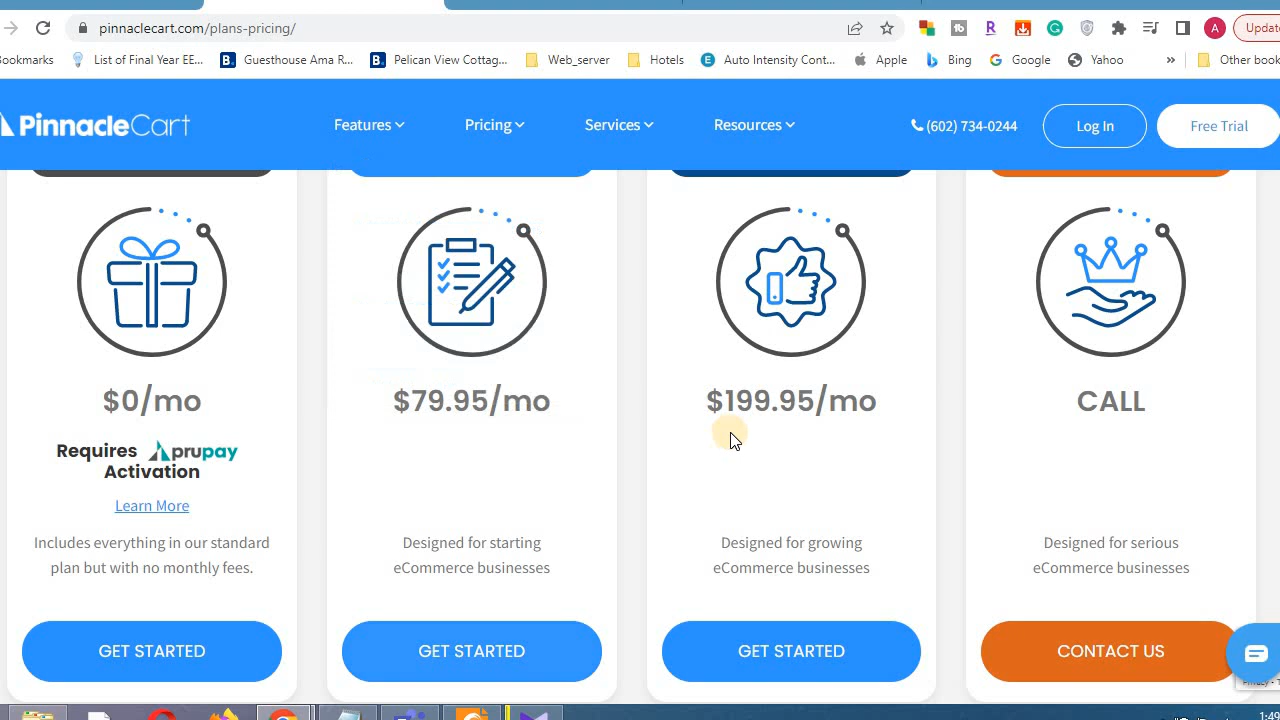 pinnaclecart.com/plans-pricing/
A
Update
Bookmarks
List of Final Year EE...
B.
Guesthouse Ama R...
B.
Pelican View Cottag...
Web_server
Hotels
E
Auto Intensity Cont...
Apple
Bing
Google
Yahoo
»
Other book
PinnacleCart
Features
Pricing
Services
Resources
(602) 734-0244
Log In
Free Trial
$0/mo
Requires prupay
Activation
Learn More
Includes everything in our standard
plan but with no monthly fees.
GET STARTED
$79.95/mo
Designed for starting
eCommerce businesses
GET STARTED
$199.95/mo
Designed for growing
eCommerce businesses
GET STARTED
CALL
Designed for serious
eCommerce businesses
CONTACT US
Privacy - T
1:49